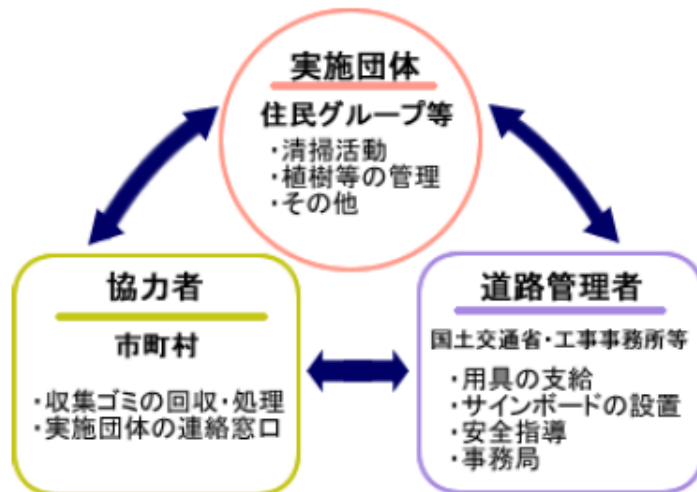 実施団体
住民グループ等
・清掃活動
・植樹等の管理
・その他
協力者
市町村
・収集ゴミの回収・処理
・実施団体の連絡窓口
道路管理者
国土交通省・工事事務所等
・用具の支給
・サインボードの設置
・安全指導
・事務局